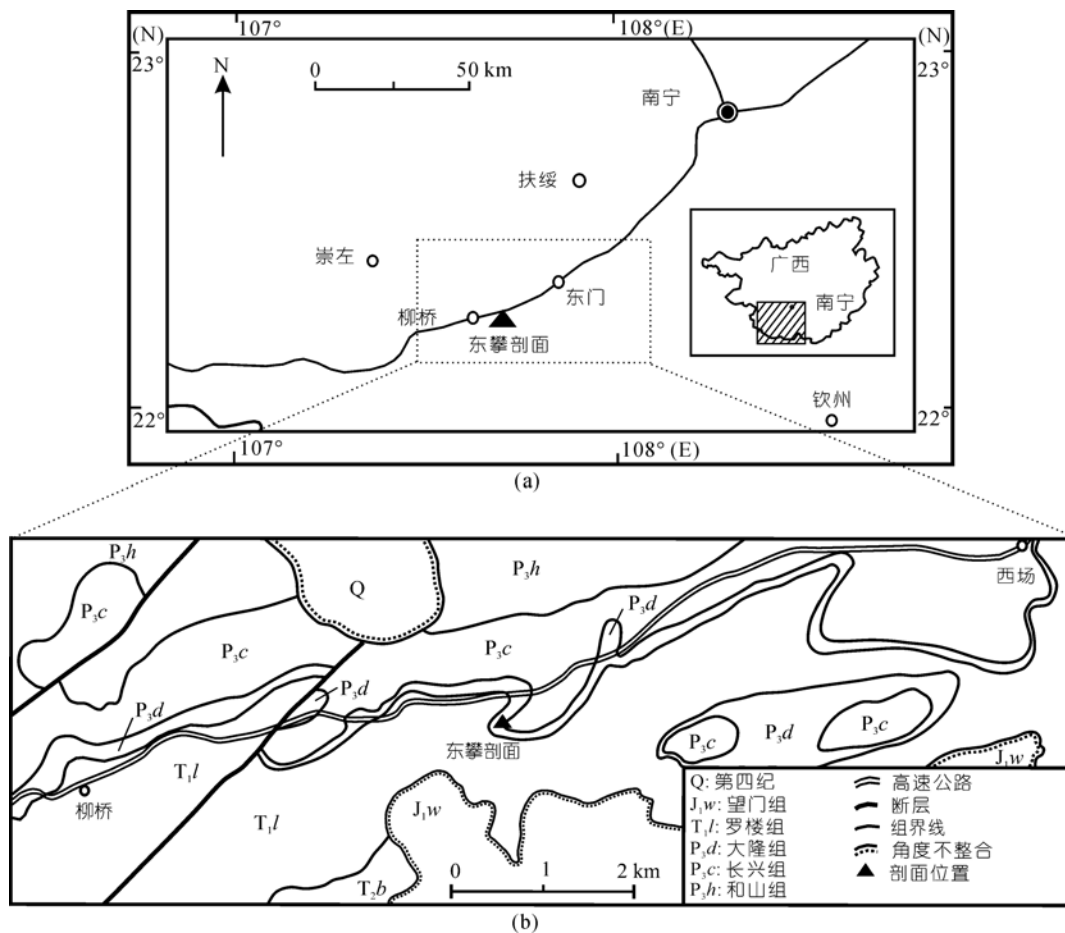 107° 108° (E)
(N) (N)
23° 23°
N
0 50 km
南宁
扶绥
崇左
广西
南宁
东门
柳桥
东攀剖面
钦州
22° 22°
107° 108° (E)
(a)
P₃h
P₃c
Q
P₃h
西场
P₃d
P₃c
P₃c
P₃d
P₃d
东攀剖面
P₃c P₃d P₃c
J₁w
T₁l
柳桥
T₁l
J₁w
T₂b
0 1 2 km
Q: 第四纪
J₁w: 望门组
T₁l: 罗楼组
P₃d: 大隆组
P₃c: 长兴组
P₃h: 和山组
高速公路
断层
组界线
角度不整合
剖面位置
(b)